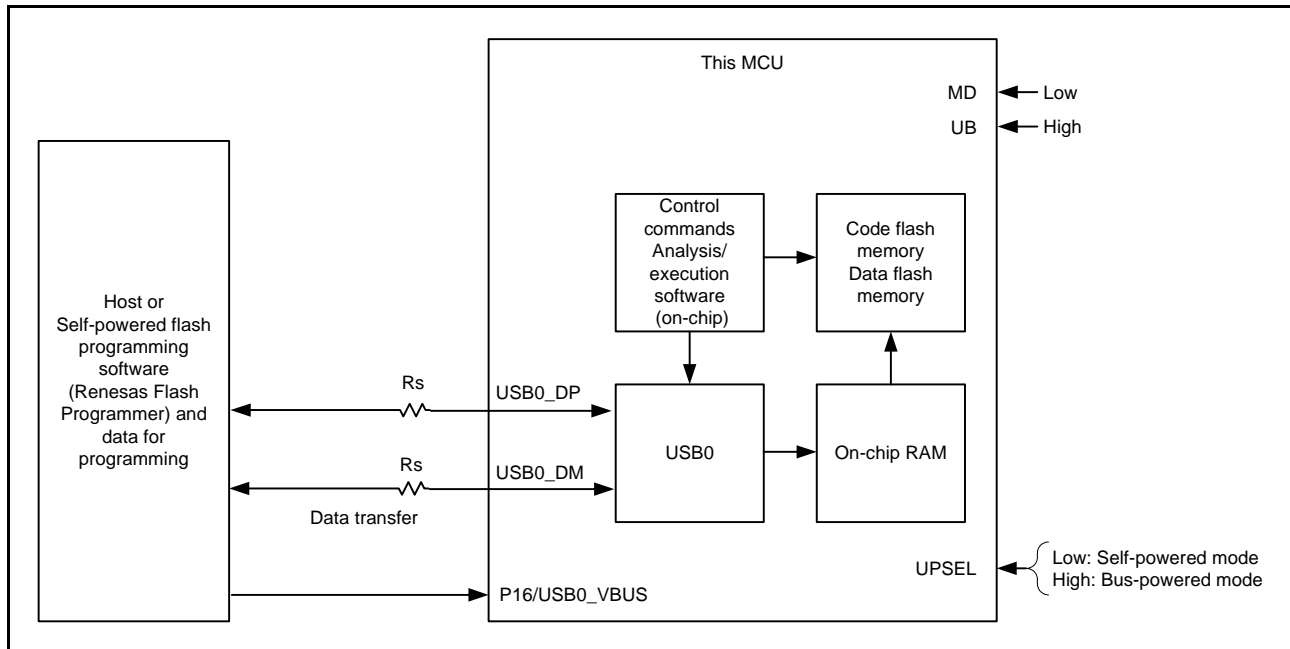 This MCU
MD
Low
UB
High
Host or
Self-powered flash
programming
software
(Renesas Flash
Programmer) and
data for
programming
Control
commands
Analysis/
execution
software
(on-chip)
Code flash
memory
Data flash
memory
Rs
USB0_DP
USB0
On-chip RAM
Rs
USB0_DM
Data transfer
UPSEL
Low: Self-powered mode
High: Bus-powered mode
P16/USB0_VBUS